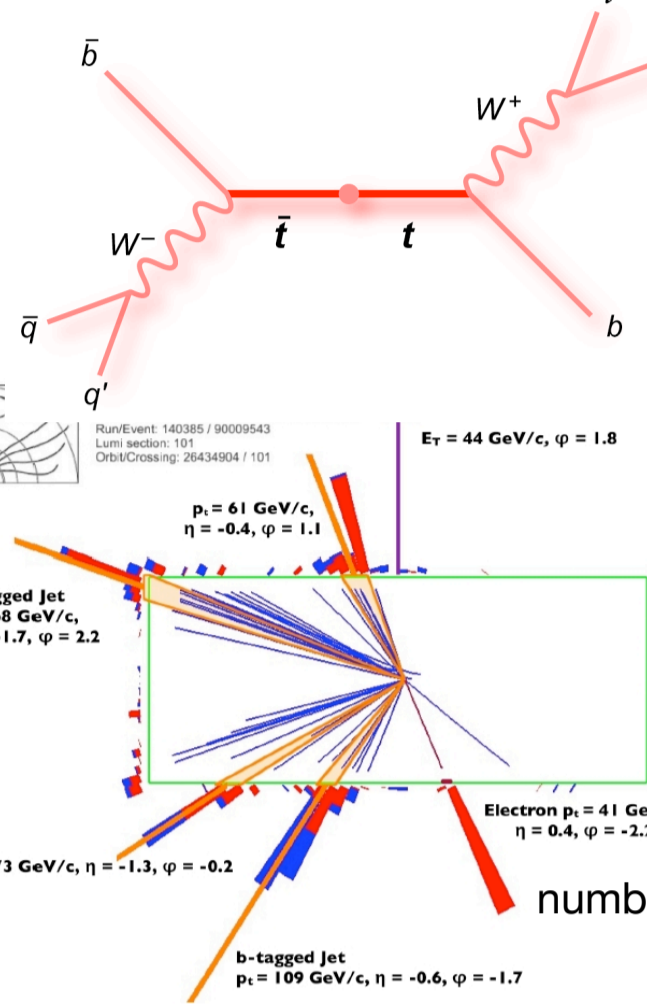 b̄
W+
W−
t̄
t
q̄
b
q'
Run/Event: 140385 / 90009543
Lumi section: 101
Orbit/Crossing: 26434904 / 101
ET = 44 GeV/c, φ = 1.8
pt = 61 GeV/c,
η = -0.4, φ = 1.1
gged Jet
8 GeV/c,
1.7, φ = 2.2
Electron pt = 41 Ge
η = 0.4, φ = -2.
3 GeV/c, η = -1.3, φ = -0.2
numb
b-tagged Jet
pt = 109 GeV/c, η = -0.6, φ = -1.7